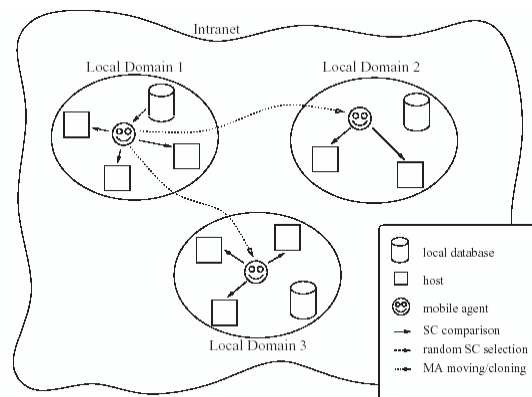 Intranet
Local Domain 1
Local Domain 2
Local Domain 3
local database
host
mobile agent
SC comparison
random SC selection
MA moving/cloning